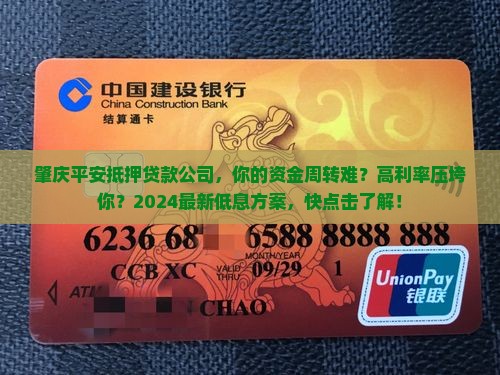 中国建设银行
China Construction Bank
结算通卡
肇庆平安抵押贷款公司，你的资金周转难？高利率压垮
你？2024最新低息方案，快点击了解！
6236 68 6588 8888 888
MONTH/YEAR
CCB XC VALID THRU 09/29 1
ATM
CHAO
UnionPay
银联